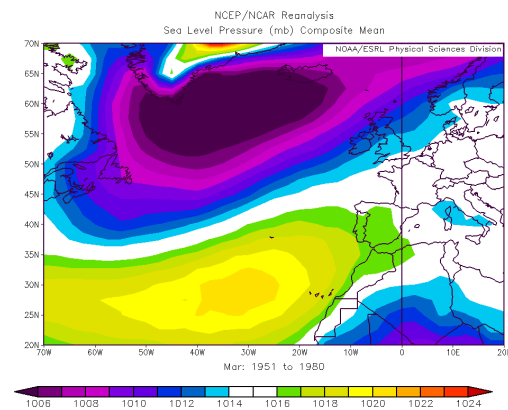 NCEP/NCAR Reanalysis
Sea Level Pressure (mb) Composite Mean
NOAA/ESRL Physical Sciences Division
70N
65N
60N
55N
50N
45N
40N
35N
30N
25N
20N
70W 60W 50W 40W 30W 20W 10W 0 10E 20
Mar: 1951 to 1980
1006 1008 1010 1012 1014 1016 1018 1020 1022 1024